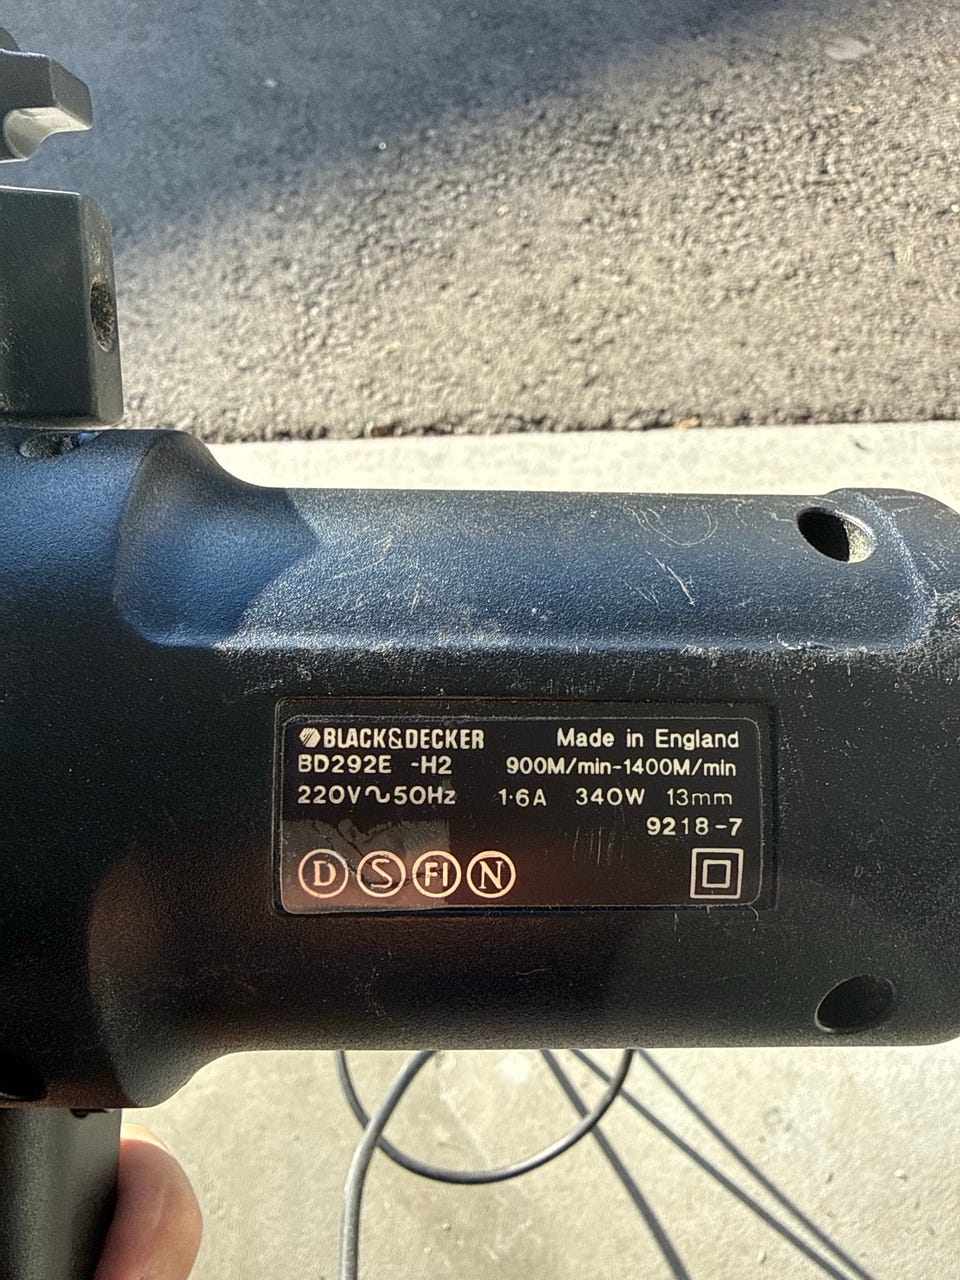 BLACK&DECKER Made in England
BD292E -H2 900M/min-1400M/min
220V∿50Hz 1·6A 340W 13mm
9218-7
D S FI N